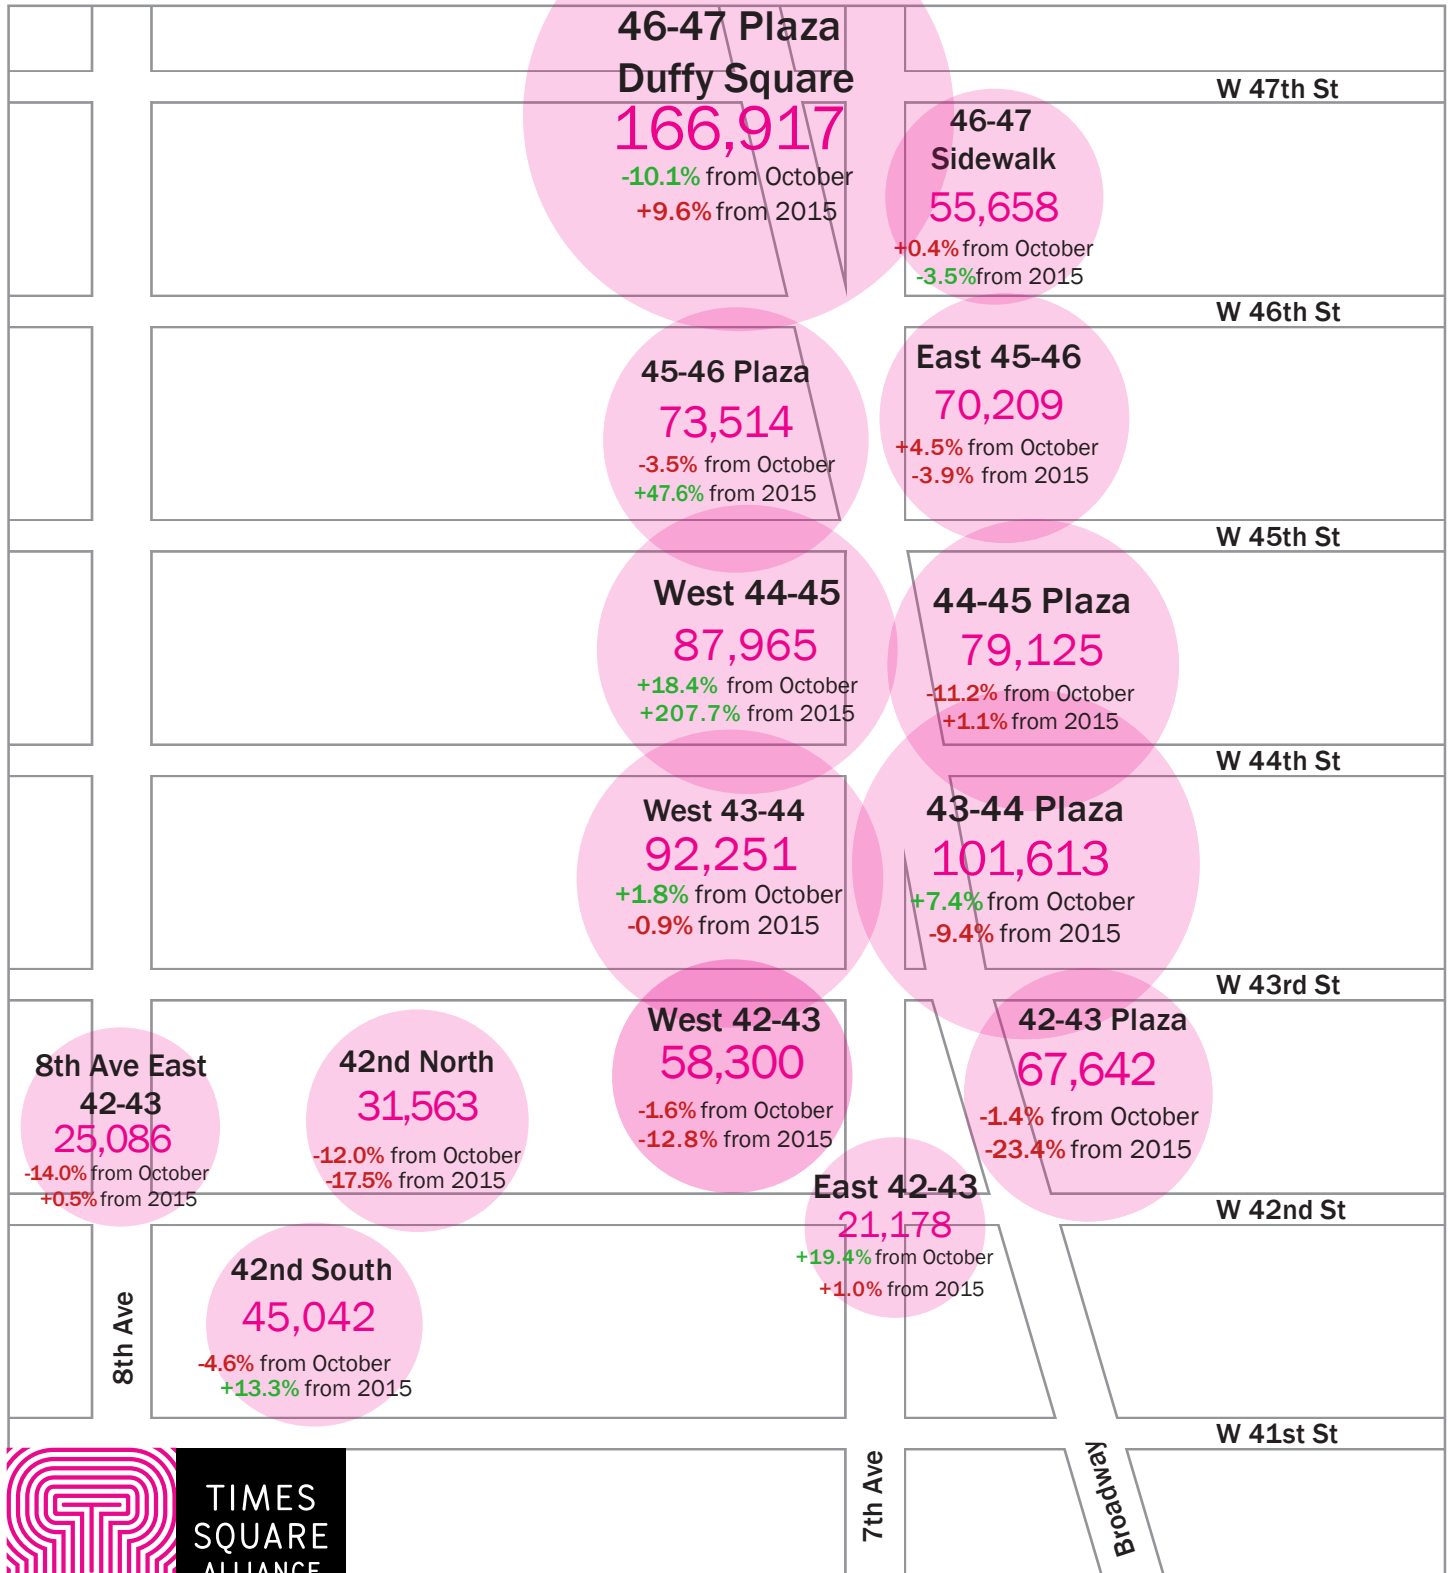 46-47 Plaza
Duffy Square
166,917
-10.1% from October
+9.6% from 2015
W 47th St
46-47
Sidewalk
55,658
+0.4% from October
-3.5%from 2015
W 46th St
45-46 Plaza
73,514
-3.5% from October
+47.6% from 2015
East 45-46
70,209
+4.5% from October
-3.9% from 2015
W 45th St
West 44-45
87,965
+18.4% from October
+207.7% from 2015
44-45 Plaza
79,125
-11.2% from October
+1.1% from 2015
W 44th St
West 43-44
92,251
+1.8% from October
-0.9% from 2015
43-44 Plaza
101,613
+7.4% from October
-9.4% from 2015
W 43rd St
8th Ave East
42-43
25,086
-14.0% from October
+0.5% from 2015
42nd North
31,563
-12.0% from October
-17.5% from 2015
West 42-43
58,300
-1.6% from October
-12.8% from 2015
42-43 Plaza
67,642
-1.4% from October
-23.4% from 2015
East 42-43
21,178
+19.4% from October
+1.0% from 2015
W 42nd St
42nd South
45,042
-4.6% from October
+13.3% from 2015
8th Ave
W 41st St
7th Ave
Broadway
TIMES
SQUARE
ALLIANCE